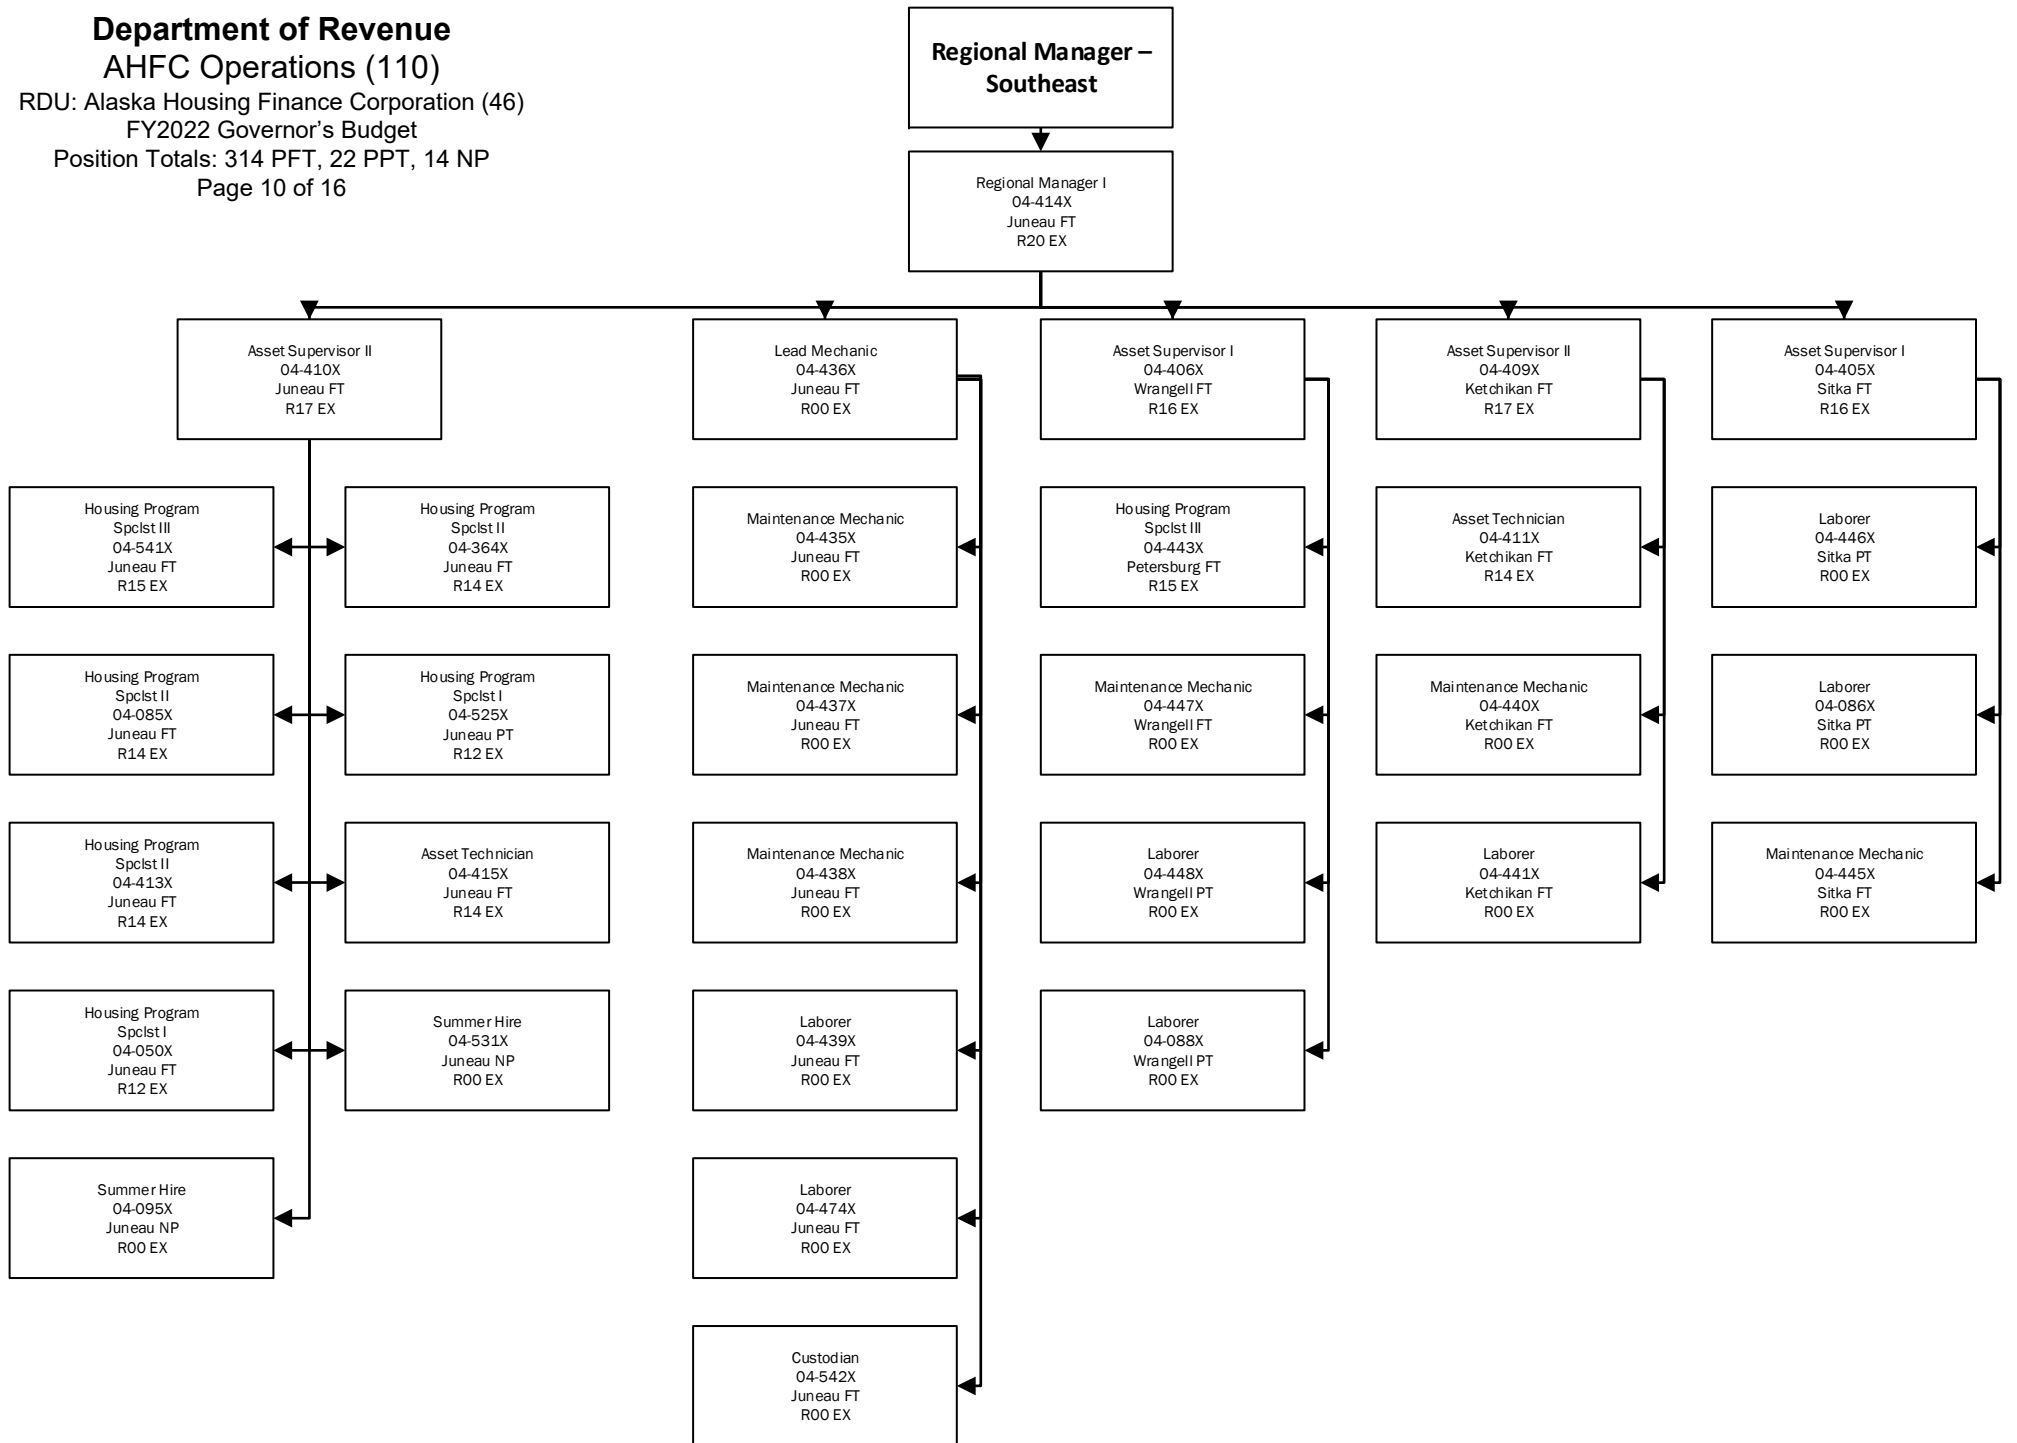 Department of Revenue
AHFC Operations (110)
RDU: Alaska Housing Finance Corporation (46)
FY2022 Governor's Budget
Position Totals: 314 PFT, 22 PPT, 14 NP
Page 10 of 16
Regional Manager –
Southeast
Regional Manager I
04-414X
Juneau FT
R20 EX
Asset Supervisor II
04-410X
Juneau FT
R17 EX
Lead Mechanic
04-436X
Juneau FT
R00 EX
Asset Supervisor I
04-406X
Wrangell FT
R16 EX
Asset Supervisor II
04-409X
Ketchikan FT
R17 EX
Asset Supervisor I
04-405X
Sitka FT
R16 EX
Housing Program
Spclst III
04-541X
Juneau FT
R15 EX
Housing Program
Spclst II
04-364X
Juneau FT
R14 EX
Maintenance Mechanic
04-435X
Juneau FT
R00 EX
Housing Program
Spclst III
04-443X
Petersburg FT
R15 EX
Asset Technician
04-411X
Ketchikan FT
R14 EX
Laborer
04-446X
Sitka PT
R00 EX
Housing Program
Spclst II
04-085X
Juneau FT
R14 EX
Housing Program
Spclst I
04-525X
Juneau PT
R12 EX
Maintenance Mechanic
04-437X
Juneau FT
R00 EX
Maintenance Mechanic
04-447X
Wrangell FT
R00 EX
Maintenance Mechanic
04-440X
Ketchikan FT
R00 EX
Laborer
04-086X
Sitka PT
R00 EX
Housing Program
Spclst II
04-413X
Juneau FT
R14 EX
Asset Technician
04-415X
Juneau FT
R14 EX
Maintenance Mechanic
04-438X
Juneau FT
R00 EX
Laborer
04-448X
Wrangell PT
R00 EX
Laborer
04-441X
Ketchikan FT
R00 EX
Maintenance Mechanic
04-445X
Sitka FT
R00 EX
Housing Program
Spclst I
04-050X
Juneau FT
R12 EX
Summer Hire
04-531X
Juneau NP
R00 EX
Laborer
04-439X
Juneau FT
R00 EX
Laborer
04-088X
Wrangell PT
R00 EX
Summer Hire
04-095X
Juneau NP
R00 EX
Laborer
04-474X
Juneau FT
R00 EX
Custodian
04-542X
Juneau FT
R00 EX